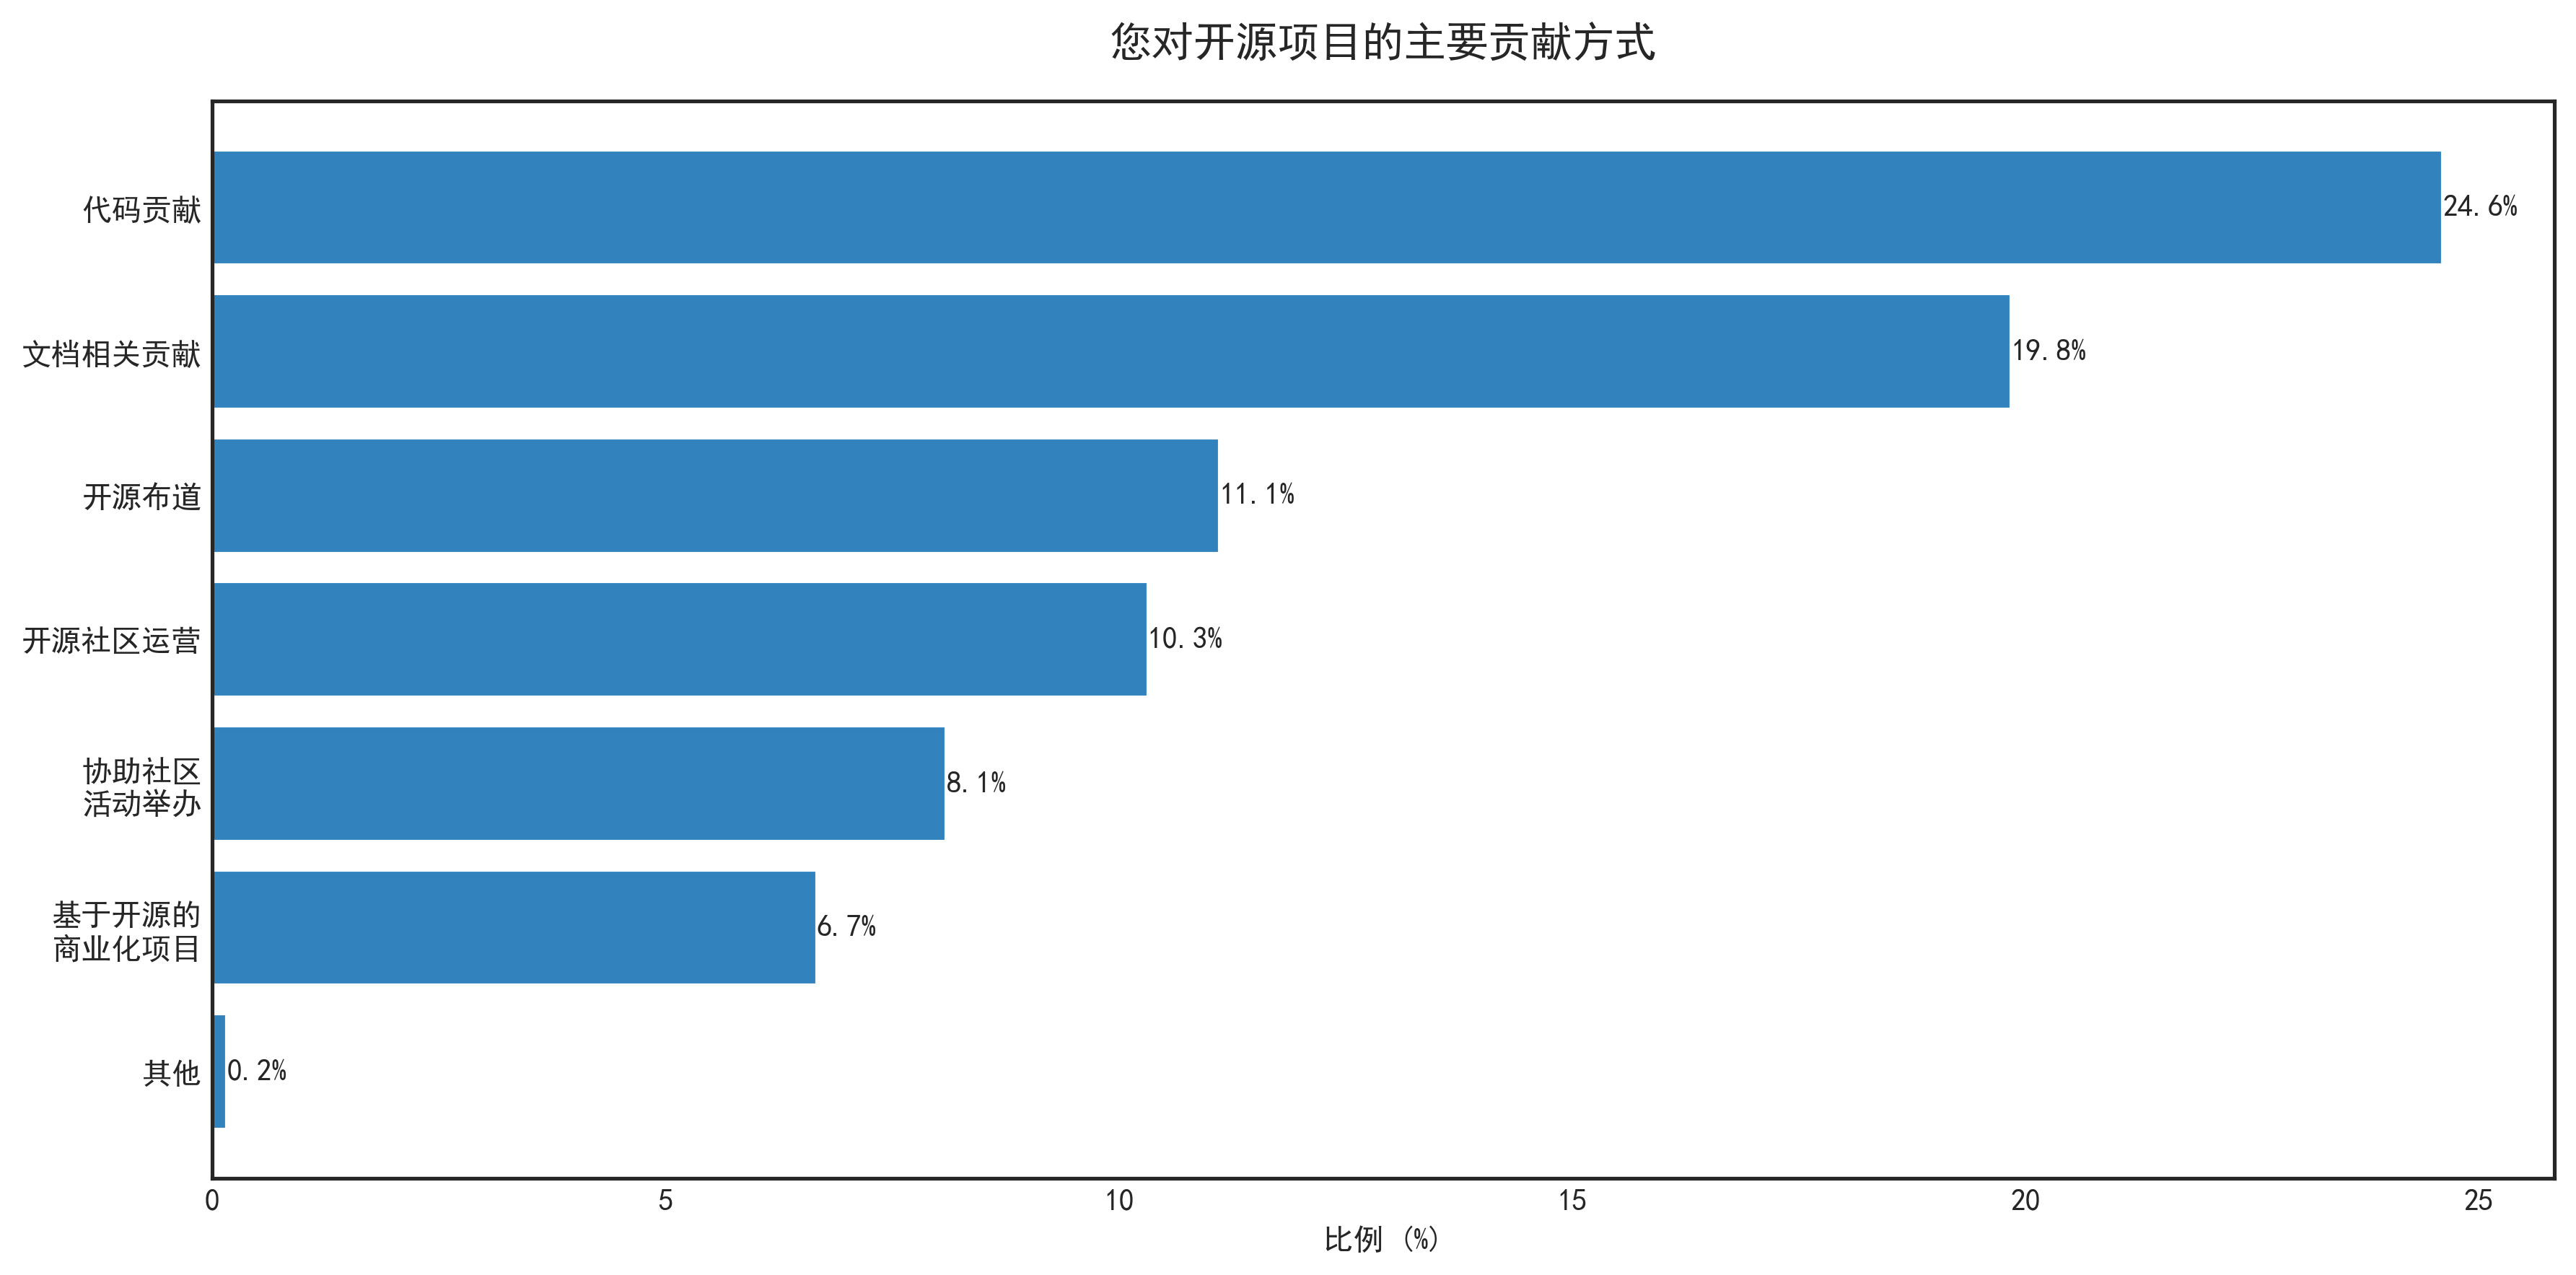 您对开源项目的主要贡献方式
代码贡献
24.6%
文档相关贡献
19.8%
开源布道
11.1%
开源社区运营
10.3%
协助社区
活动举办
8.1%
基于开源的
商业化项目
6.7%
其他
0.2%
0 5 10 15 20 25
比例 (%)